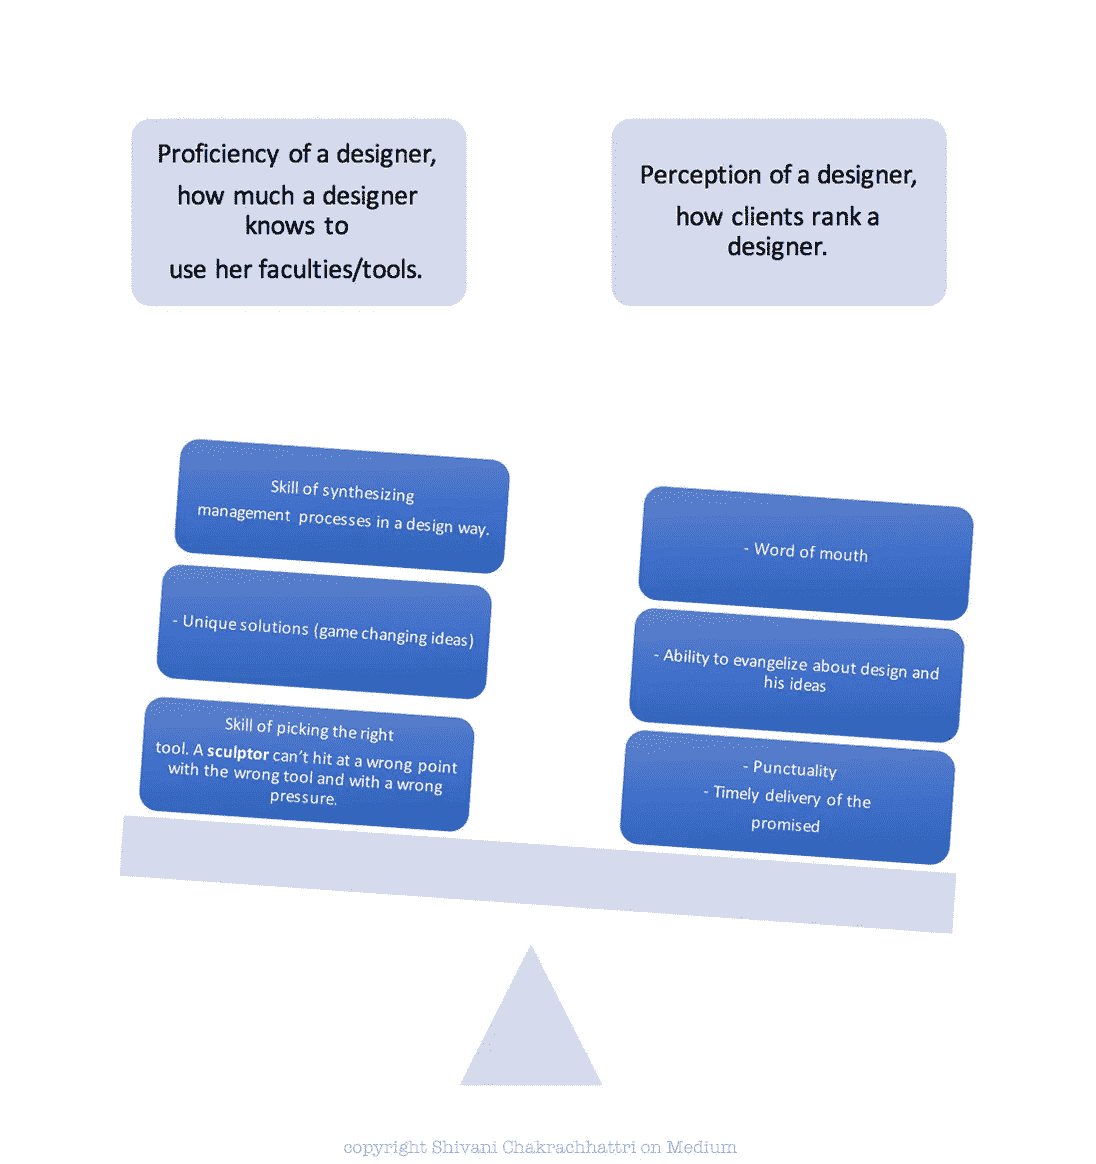 Proficiency of a designer,
how much a designer
knows to
use her faculties/tools.
Perception of a designer,
how clients rank a
designer.
Skill of synthesizing
management processes in a design way.
- Unique solutions (game changing ideas)
Skill of picking the right
tool. A sculptor can't hit at a wrong point
with the wrong tool and with a wrong
pressure.
- Word of mouth
- Ability to evangelize about design and
his ideas
- Punctuality
- Timely delivery of the
promised
copyright Shivani Chakrachhattri on Medium